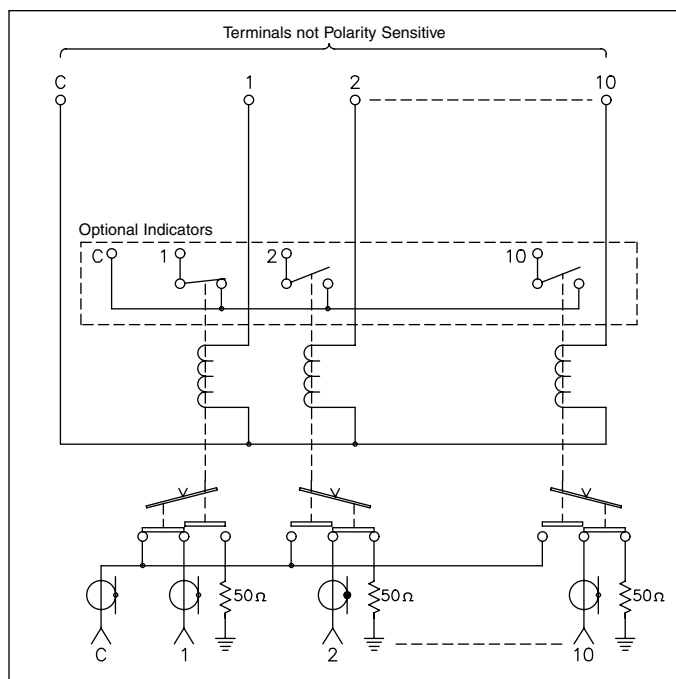 Terminals not Polarity Sensitive
C 1 2 10
Optional Indicators
C 1 2 10
50Ω 50Ω 50Ω
C 1 2 10